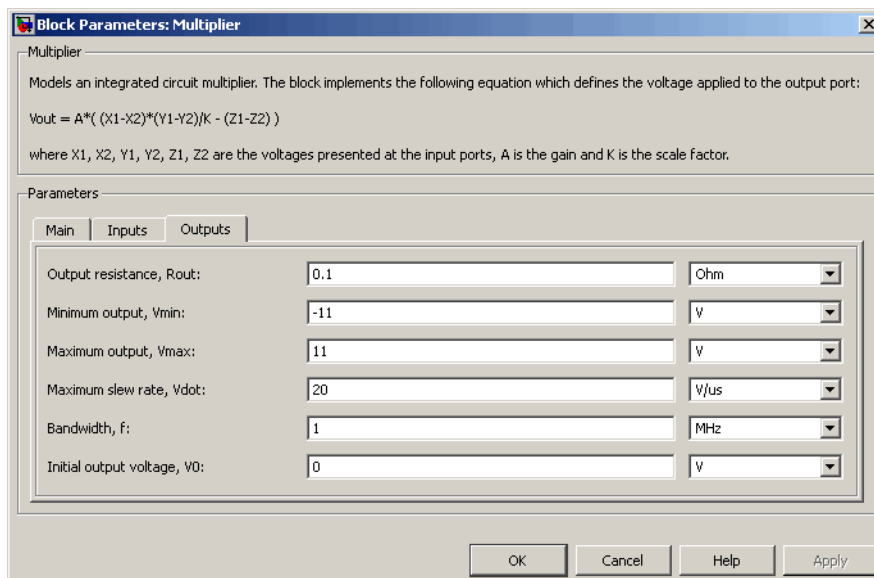 Block Parameters: Multiplier
Multiplier
Models an integrated circuit multiplier. The block implements the following equation which defines the voltage applied to the output port:
Vout = A*( (X1-X2)*(Y1-Y2)/K - (Z1-Z2) )
where X1, X2, Y1, Y2, Z1, Z2 are the voltages presented at the input ports, A is the gain and K is the scale factor.
Parameters
Main Inputs Outputs
Output resistance, Rout: 0.1 Ohm
Minimum output, Vmin: -11 V
Maximum output, Vmax: 11 V
Maximum slew rate, Vdot: 20 V/us
Bandwidth, f: 1 MHz
Initial output voltage, V0: 0 V
OK Cancel Help Apply